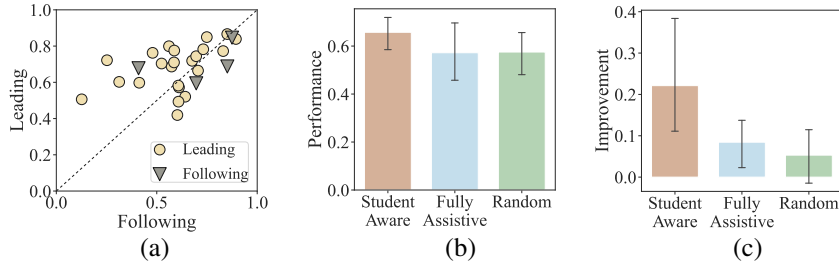 Leading
1.0
0.8
0.6
0.4
0.2
0.0
0.0
0.5
1.0
Following
Leading
Following
(a)
Performance
0.6
0.4
0.2
0.0
Student
Aware
Fully
Assistive
Random
(b)
Improvement
0.4
0.3
0.2
0.1
0.0
Student
Aware
Fully
Assistive
Random
(c)